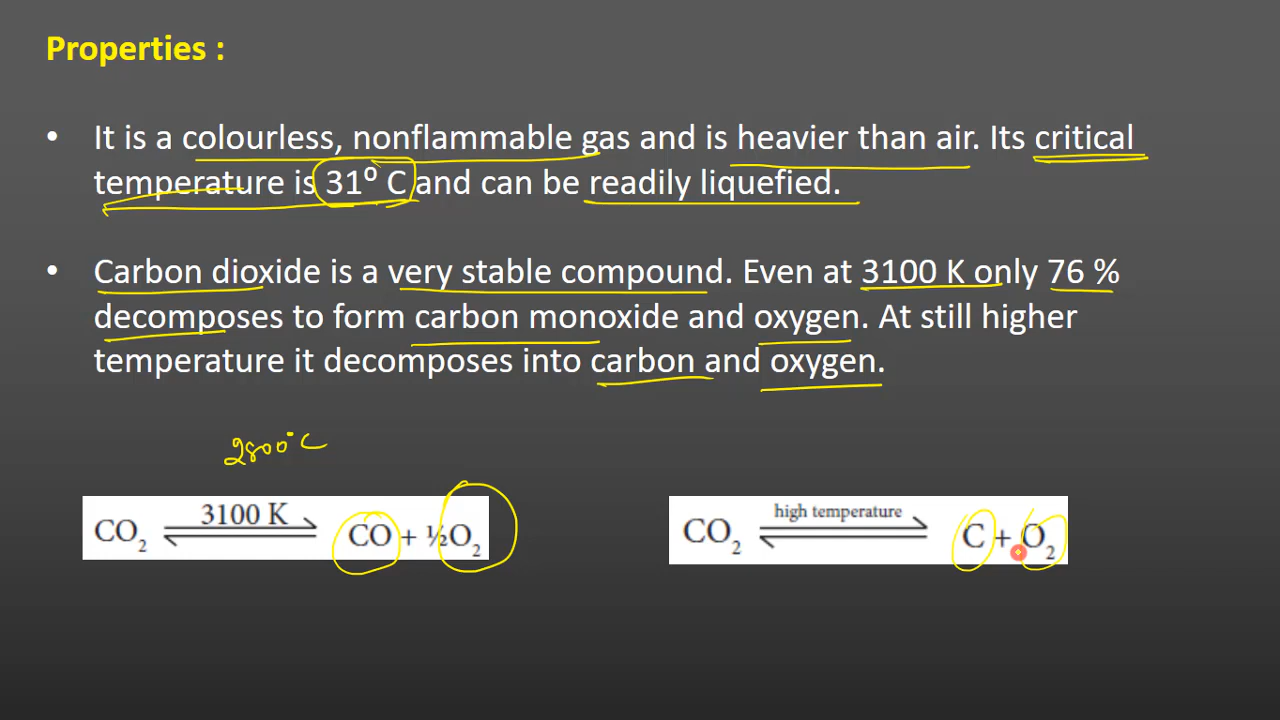 Properties :
• It is a colourless, nonflammable gas and is heavier than air. Its critical
temperature is 31⁰ C and can be readily liquefied.
• Carbon dioxide is a very stable compound. Even at 3100 K only 76 %
decomposes to form carbon monoxide and oxygen. At still higher
temperature it decomposes into carbon and oxygen.
2800°C
3100 K
CO₂ ⇌ CO + ½O₂
high temperature
CO₂ ⇌ C + O₂